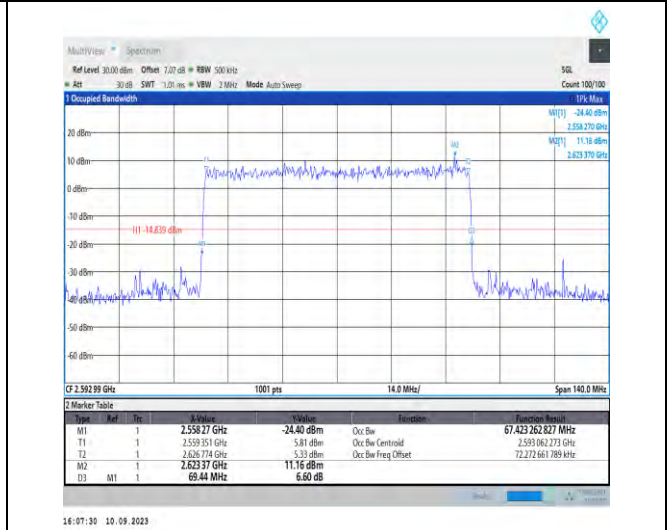 MultiView Spectrum
Ref Level 30.00 dBm Offset 7.07 dB RBW 500 kHz SGL
Att 30 dB SWT 1.01 ms VBW 2 MHz Mode Auto Sweep Count 100/100
1 Occupied Bandwidth 1Pk Max
M1[1] -24.40 dBm
2.558 270 GHz
M2[1] 11.16 dBm
2.623 370 GHz
20 dBm
M2
T1
T2
10 dBm
0 dBm
-10 dBm
H1 -14.839 dBm
-20 dBm
-30 dBm
-40 dBm
-50 dBm
-60 dBm
CF 2.592 99 GHz 1001 pts 14.0 MHz/ Span 140.0 MHz
2 Marker Table
Type Ref Trc X-Value Y-Value Function Function Result
M1 1 2.558 27 GHz -24.40 dBm Occ Bw 67.423 262 827 MHz
T1 1 2.559 351 GHz 5.81 dBm Occ Bw Centroid 2.593 062 273 GHz
T2 1 2.626 774 GHz 5.33 dBm Occ Bw Freq Offset 72.272 661 789 kHz
M2 1 2.623 37 GHz 11.16 dBm
D3 M1 1 69.44 MHz 6.60 dB
16:07:30 10.09.2023